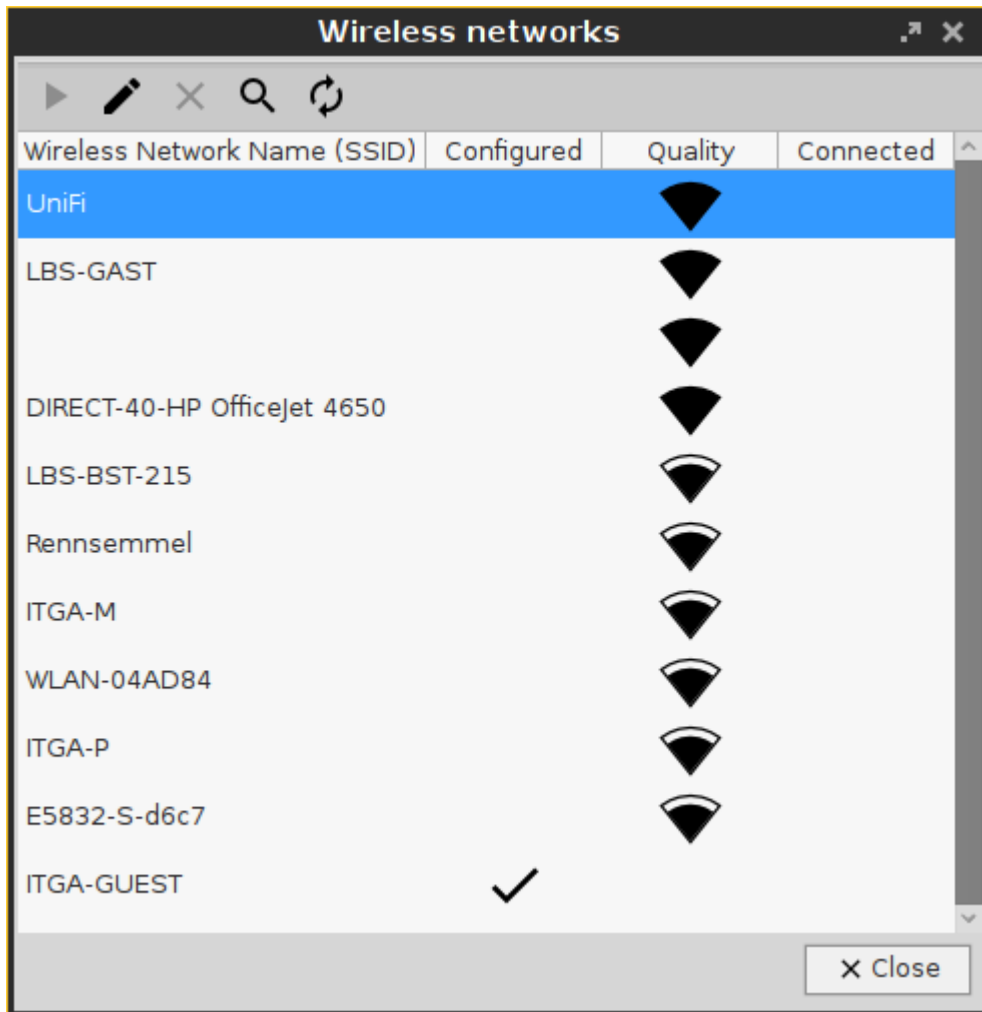 Wireless networks
Wireless Network Name (SSID) Configured Quality Connected
UniFi
LBS-GAST
DIRECT-40-HP OfficeJet 4650
LBS-BST-215
Rennsemmel
ITGA-M
WLAN-04AD84
ITGA-P
E5832-S-d6c7
ITGA-GUEST
Close